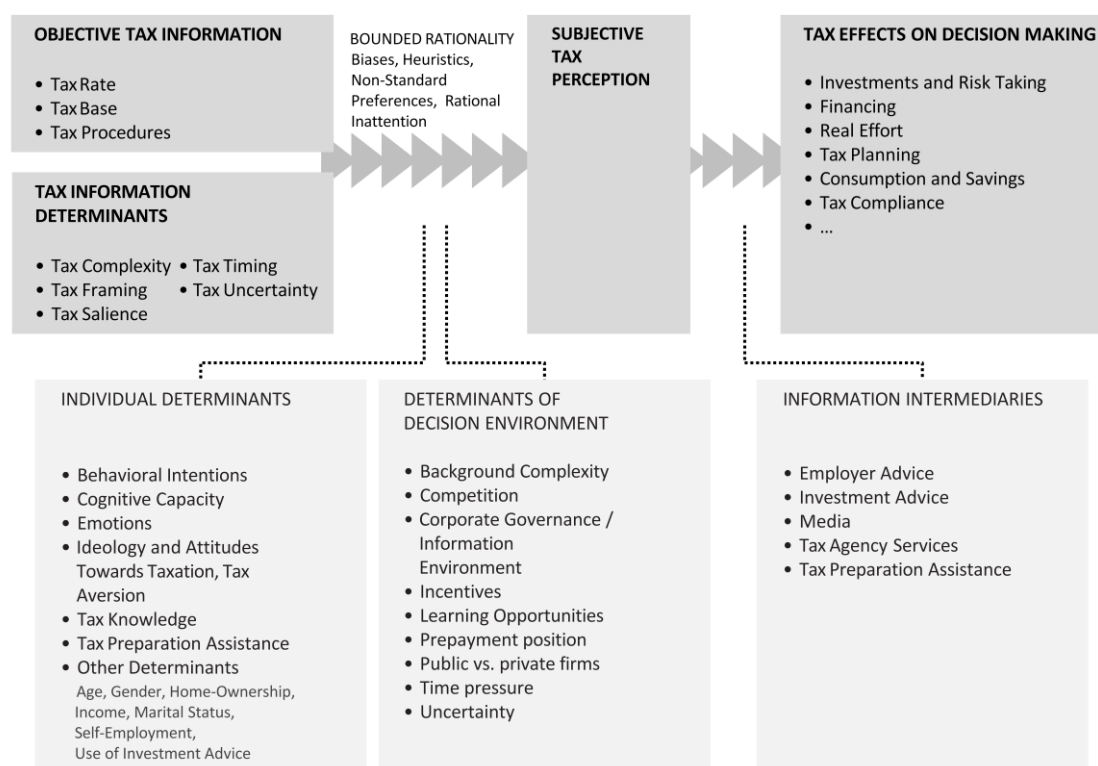 OBJECTIVE TAX INFORMATION
• Tax Rate
• Tax Base
• Tax Procedures
TAX INFORMATION
DETERMINANTS
• Tax Complexity • Tax Timing
• Tax Framing • Tax Uncertainty
• Tax Salience
BOUNDED RATIONALITY
Biases, Heuristics,
Non-Standard
Preferences, Rational
Inattention
SUBJECTIVE
TAX
PERCEPTION
TAX EFFECTS ON DECISION MAKING
• Investments and Risk Taking
• Financing
• Real Effort
• Tax Planning
• Consumption and Savings
• Tax Compliance
• ...
INDIVIDUAL DETERMINANTS
• Behavioral Intentions
• Cognitive Capacity
• Emotions
• Ideology and Attitudes
Towards Taxation, Tax
Aversion
• Tax Knowledge
• Tax Preparation Assistance
• Other Determinants
Age, Gender, Home-Ownership,
Income, Marital Status,
Self-Employment,
Use of Investment Advice
DETERMINANTS OF
DECISION ENVIRONMENT
• Background Complexity
• Competition
• Corporate Governance /
Information
Environment
• Incentives
• Learning Opportunities
• Prepayment position
• Public vs. private firms
• Time pressure
• Uncertainty
INFORMATION INTERMEDIARIES
• Employer Advice
• Investment Advice
• Media
• Tax Agency Services
• Tax Preparation Assistance